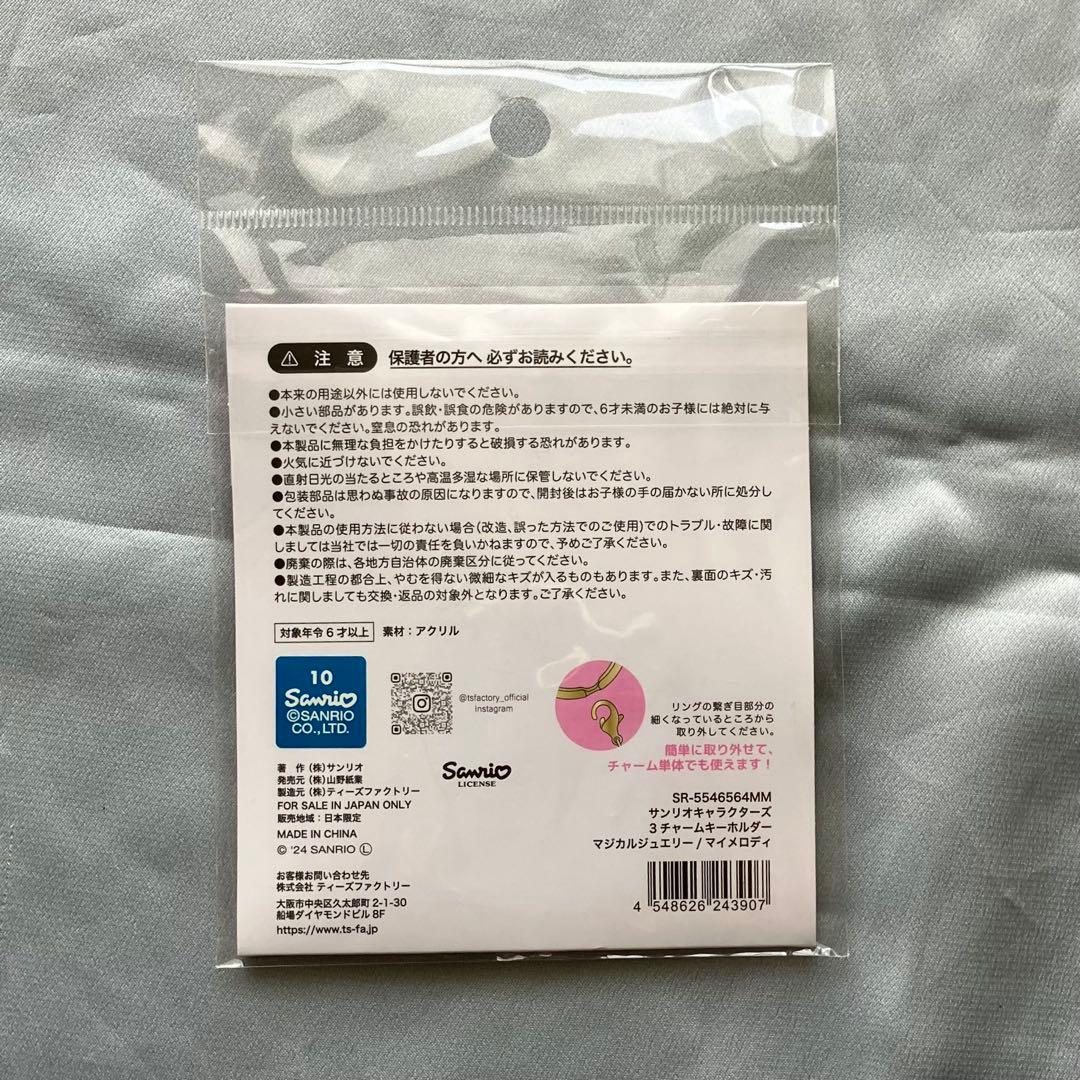 注意 保護者の方へ 必ずお読みください。
●本来の用途以外には使用しないでください。
●小さい部品があります。誤飲・誤食の危険がありますので、6才未満のお子様には絶対に与
えないでください。窒息の恐れがあります。
●本製品に無理な負担をかけたりすると破損する恐れがあります。
●火気に近づけないでください。
●直射日光の当たるところや高温多湿な場所に保管しないでください。
●包装部品は思わぬ事故の原因になりますので、開封後はお子様の手の届かない所に処分し
てください。
●本製品の使用方法に従わない場合(改造、誤った方法でのご使用)でのトラブル・故障に関
しましては当社では一切の責任を負いかねますので、予めご了承ください。
●廃棄の際は、各地方自治体の廃棄区分に従ってください。
●製造工程の都合上、やむを得ない微細なキズが入るものもあります。また、裏面のキズ・汚
れに関しましても交換・返品の対象外となります。ご了承ください。
対象年令6才以上 素材:アクリル
10
Sanrio
©SANRIO
CO.,LTD.
@tsfactory_official
Instagram
リングの繋ぎ目部分の
細くなっているところから
取り外してください。
簡単に取り外せて、
チャーム単体でも使えます!
著 作 (株)サンリオ
発売元 (株)山野紙業
製造元 (株)ティーズファクトリー
FOR SALE IN JAPAN ONLY
販売地域:日本限定
MADE IN CHINA
© '24 SANRIO Ⓛ
Sanrio
LICENSE
SR-5546564MM
サンリオキャラクターズ
3チャームキーホルダー
マジカルジュエリー/マイメロディ
4 548626 243907
お客様お問い合わせ先
株式会社 ティーズファクトリー
大阪市中央区久太郎町 2-1-30
船場ダイヤモンドビル 8F
https://www.ts-fa.jp